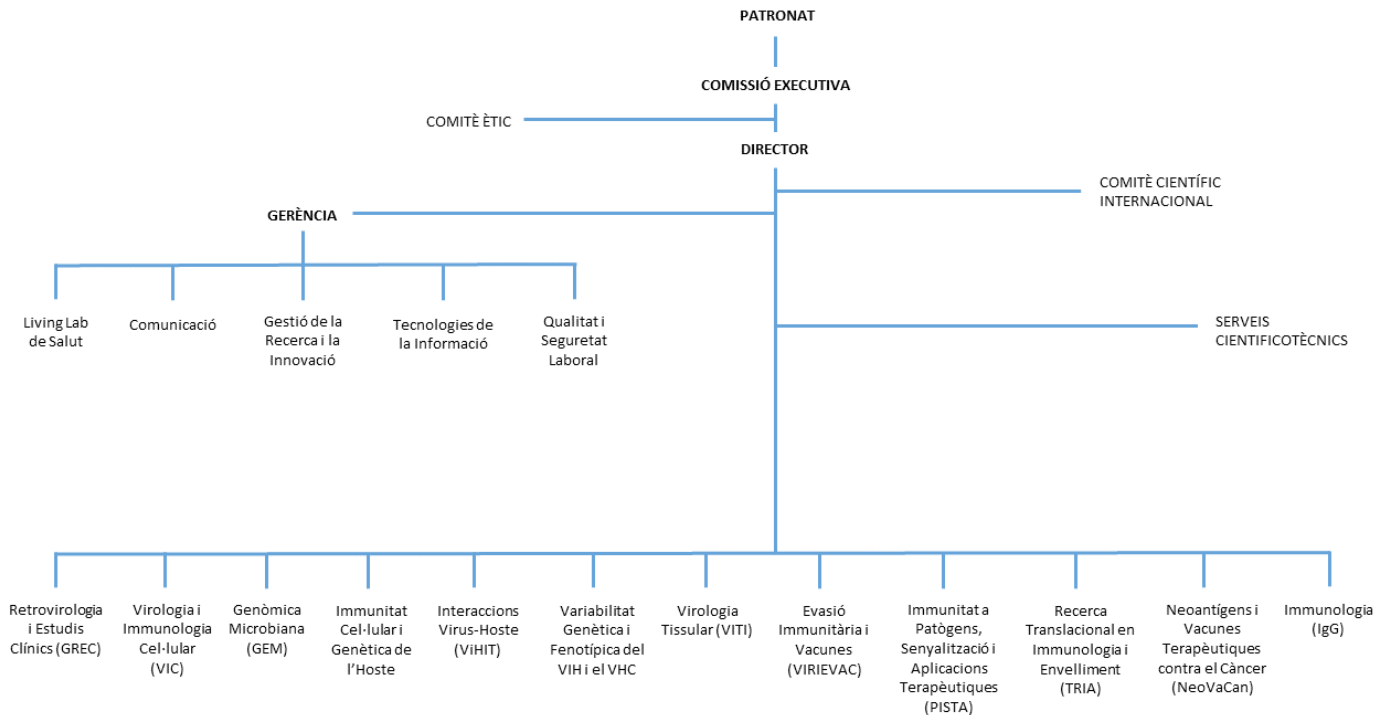 PATRONAT
COMISSIÓ EXECUTIVA
COMITÈ ÈTIC
DIRECTOR
COMITÈ CIENTÍFIC
INTERNACIONAL
GERÈNCIA
Living Lab
de Salut
Comunicació
Gestió de la
Recerca i la
Innovació
Tecnologies de
la Informació
Qualitat i
Seguretat
Laboral
SERVEIS
CIENTIFICOTÈCNICS
Retrovirologia
i Estudis
Clínics (GREC)
Virologia i
Immunologia
Cel·lular
(VIC)
Genòmica
Microbiana
(GEM)
Immunitat
Cel·lular i
Genètica de
l’Hoste
Interaccions
Virus-Hoste
(ViHIT)
Variabilitat
Genètica i
Fenotípica del
VIH i el VHC
Virologia
Tissular (VITI)
Evasió
Immunitària i
Vacunes
(VIRIEVAC)
Immunitat a
Patògens,
Senyalització i
Aplicacions
Terapèutiques
(PISTA)
Recerca
Translacional en
Immunologia i
Envelliment
(TRIA)
Neoantígens i
Vacunes
Terapèutiques
contra el Càncer
(NeoVaCan)
Immunologia
(IgG)